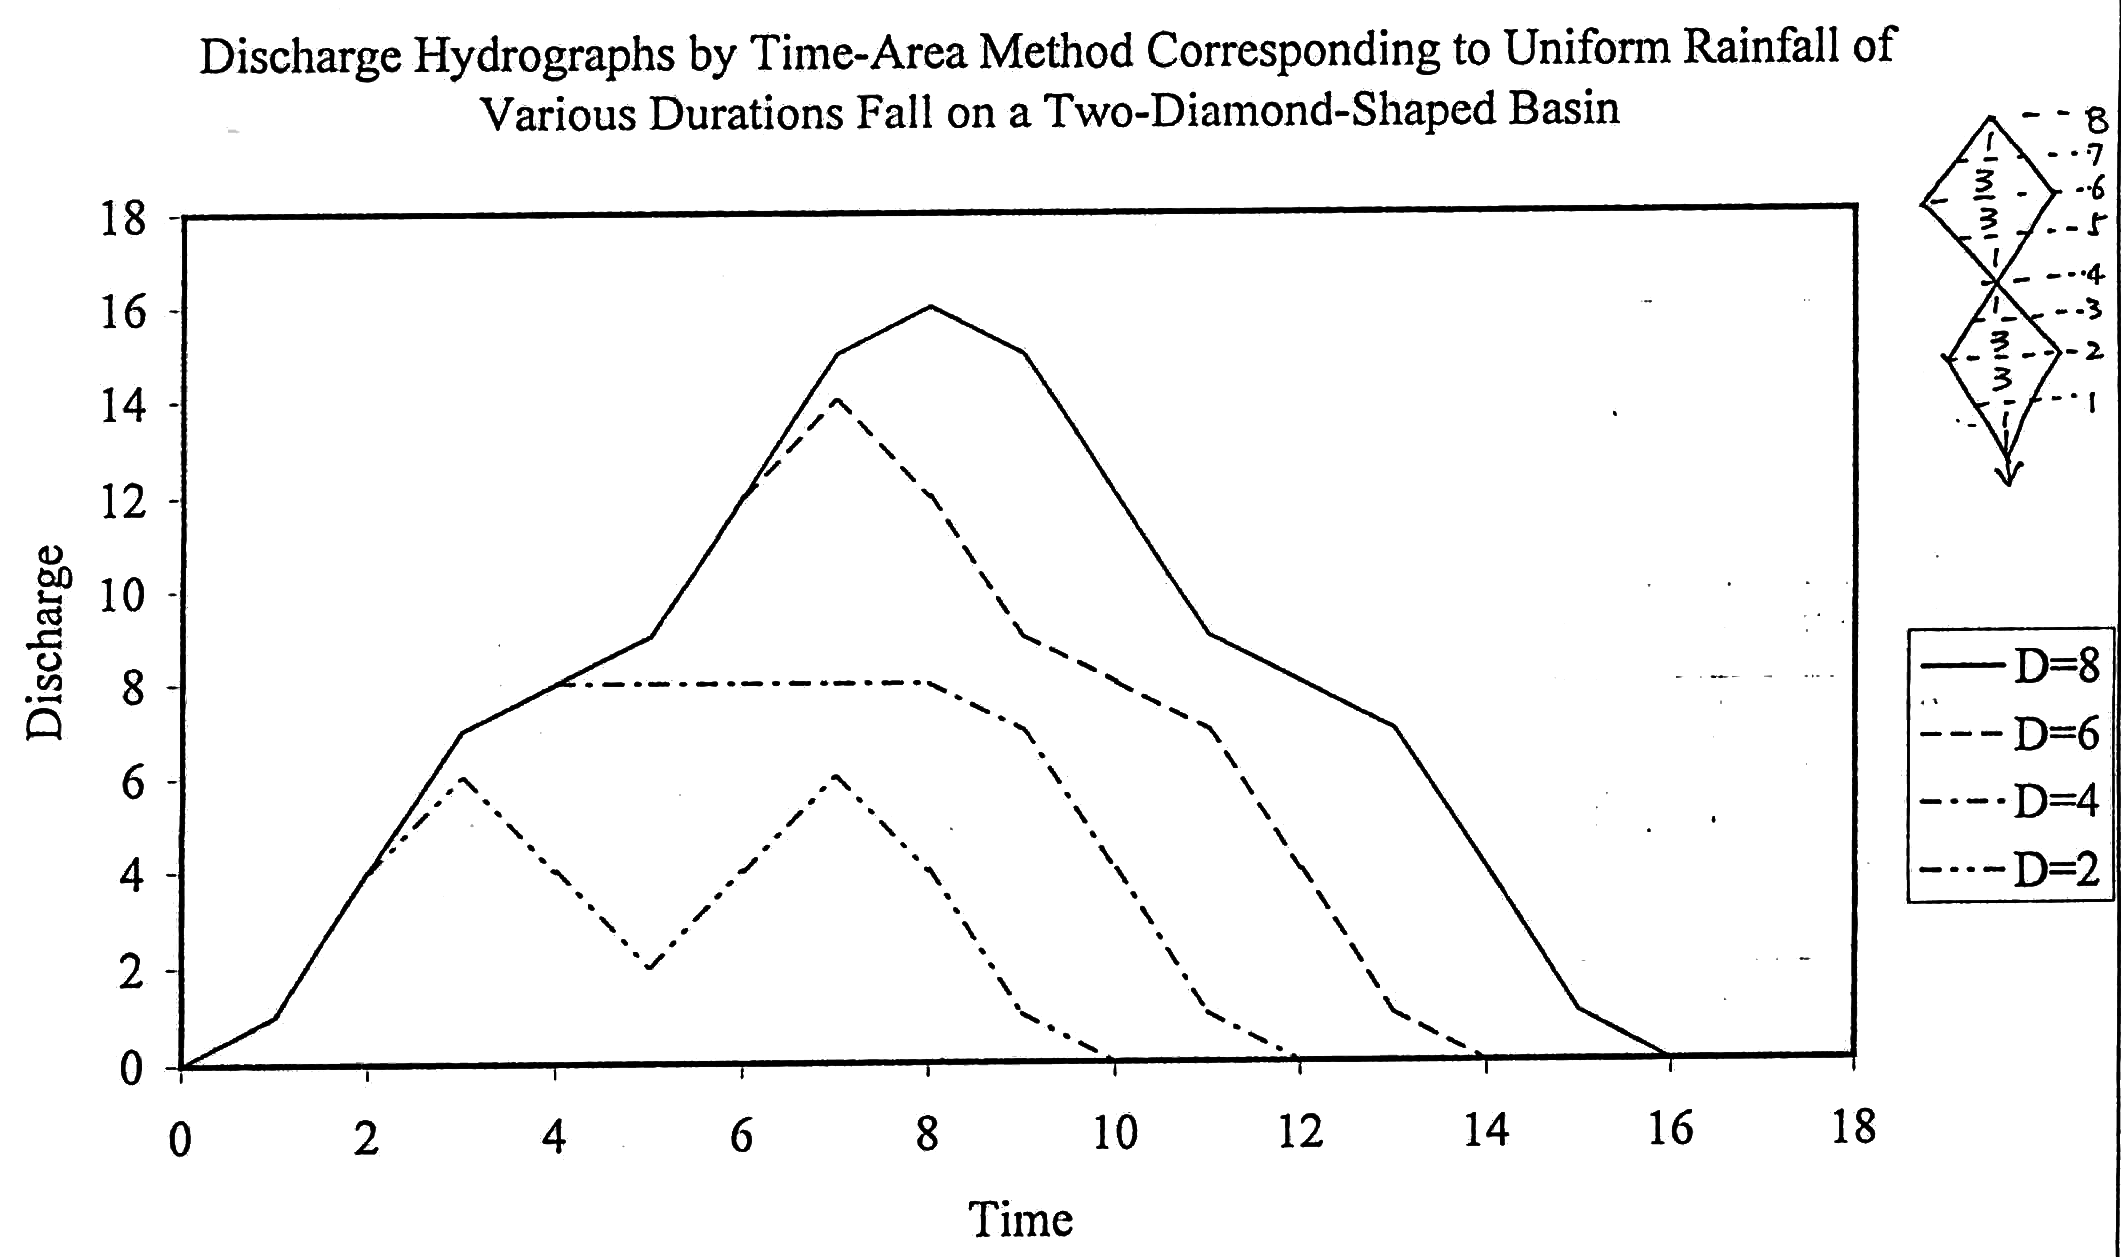 Discharge Hydrographs by Time-Area Method Corresponding to Uniform Rainfall of
Various Durations Fall on a Two-Diamond-Shaped Basin
8
7
6
5
4
3
2
1
1
3
3
1
1
3
3
1
Discharge
18
16
14
12
10
8
6
4
2
0
0 2 4 6 8 10 12 14 16 18
Time
D=8
D=6
D=4
D=2